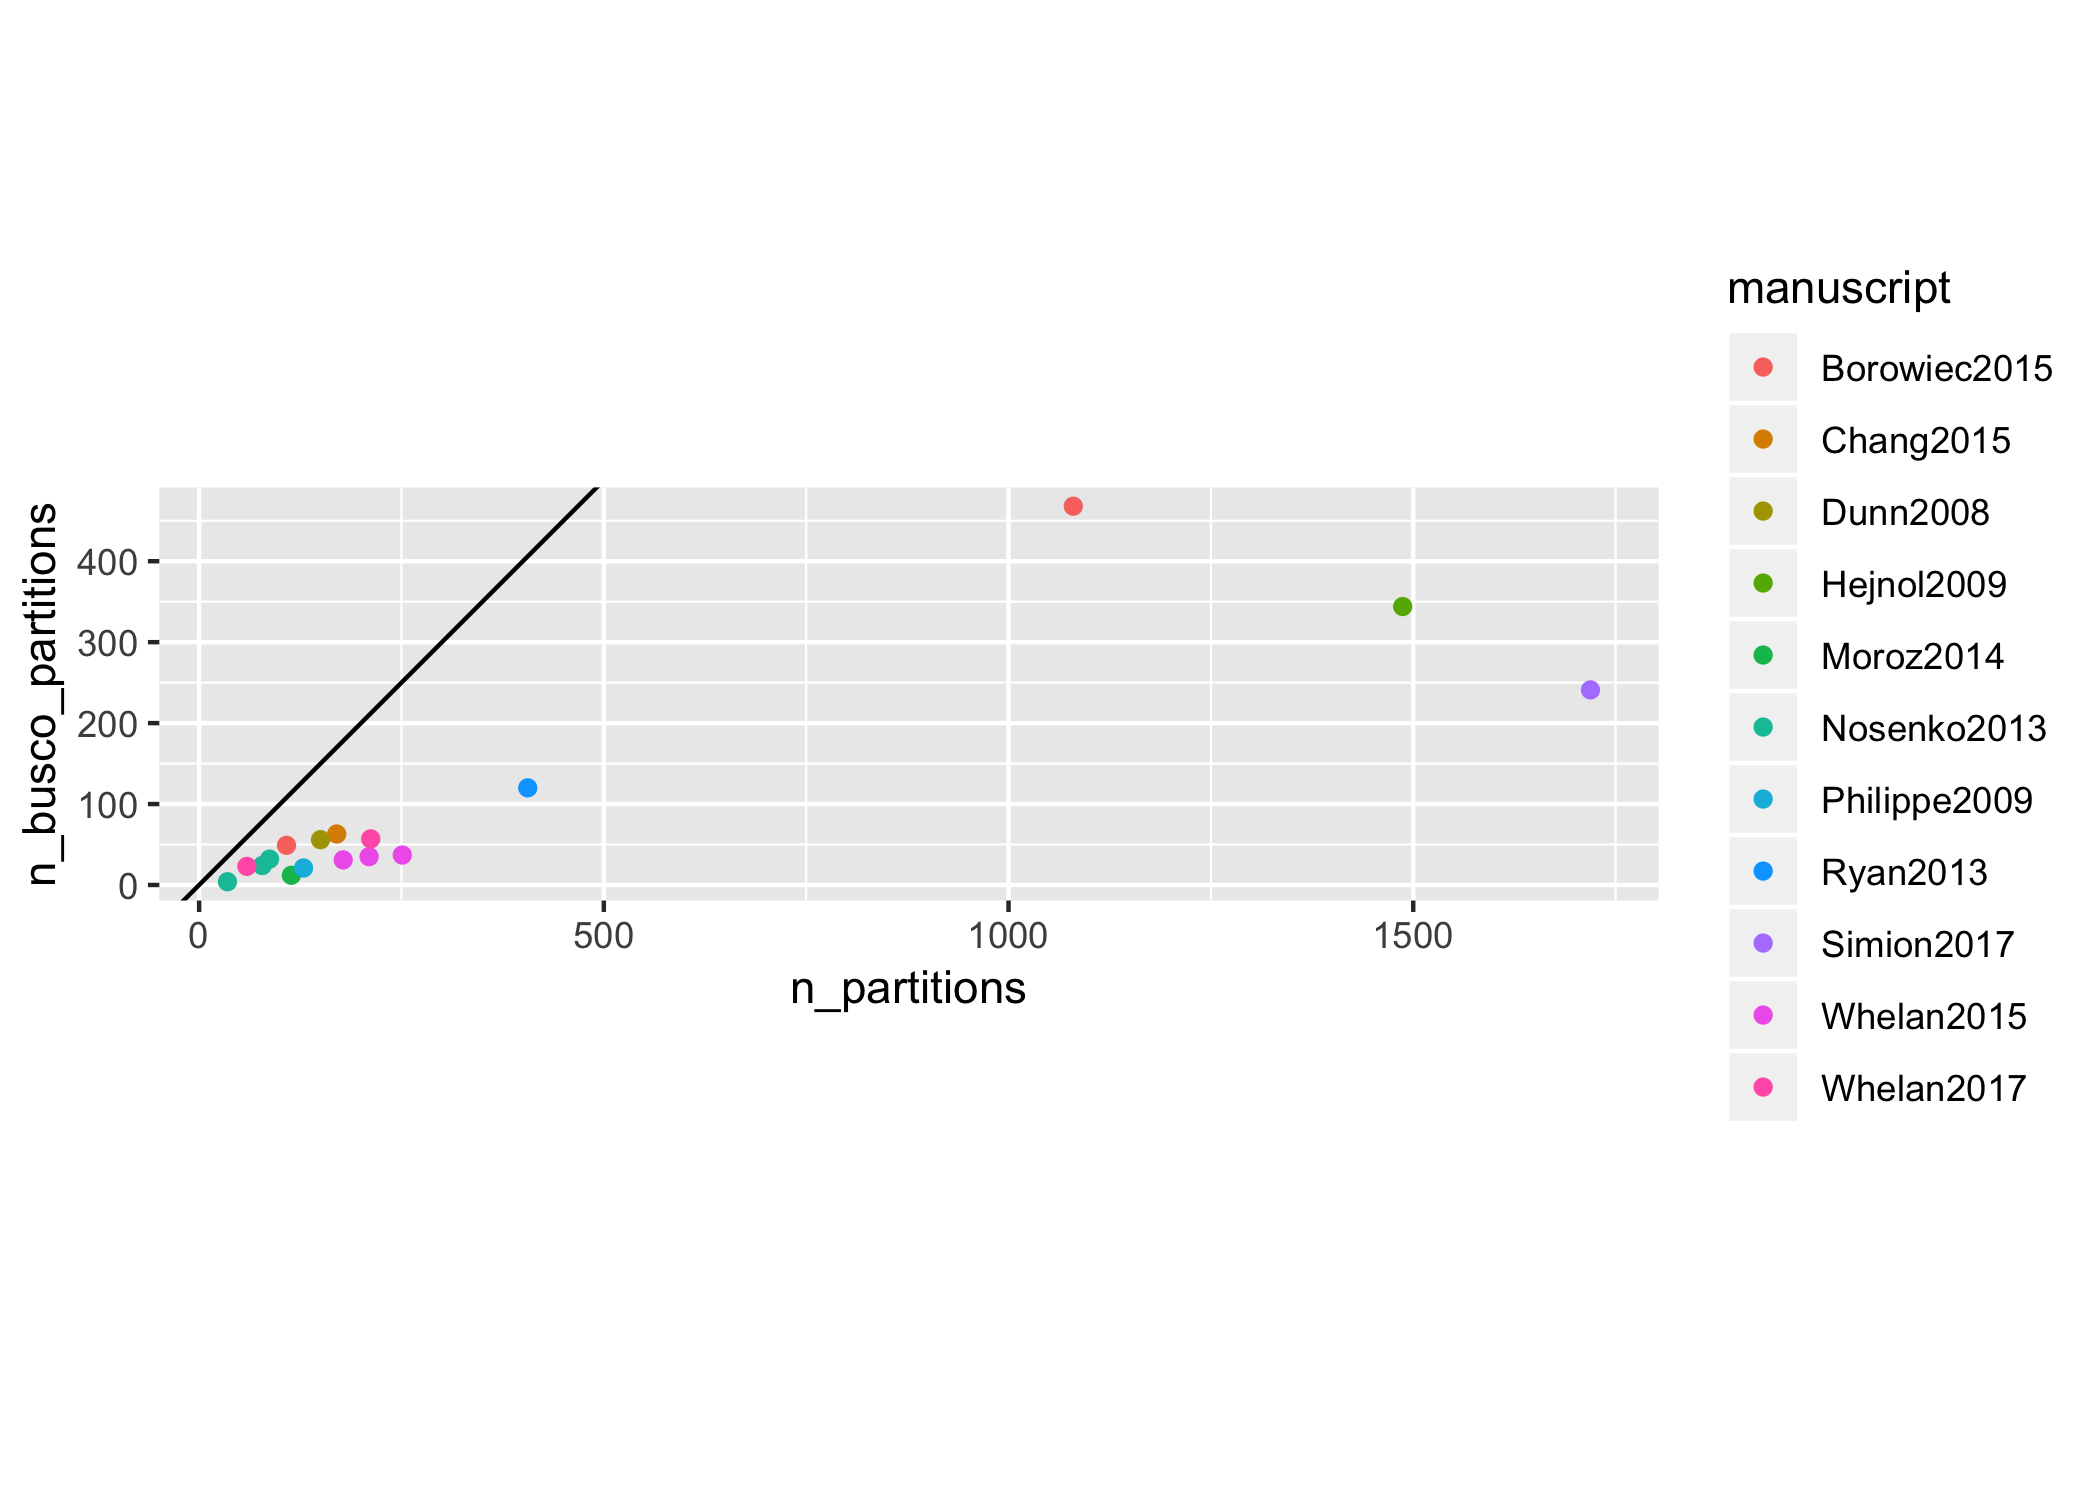 manuscript
Borowiec2015
Chang2015
Dunn2008
Hejnol2009
Moroz2014
Nosenko2013
Philippe2009
Ryan2013
Simion2017
Whelan2015
Whelan2017
n_busco_partitions
400
300
200
100
0
0 500 1000 1500
n_partitions